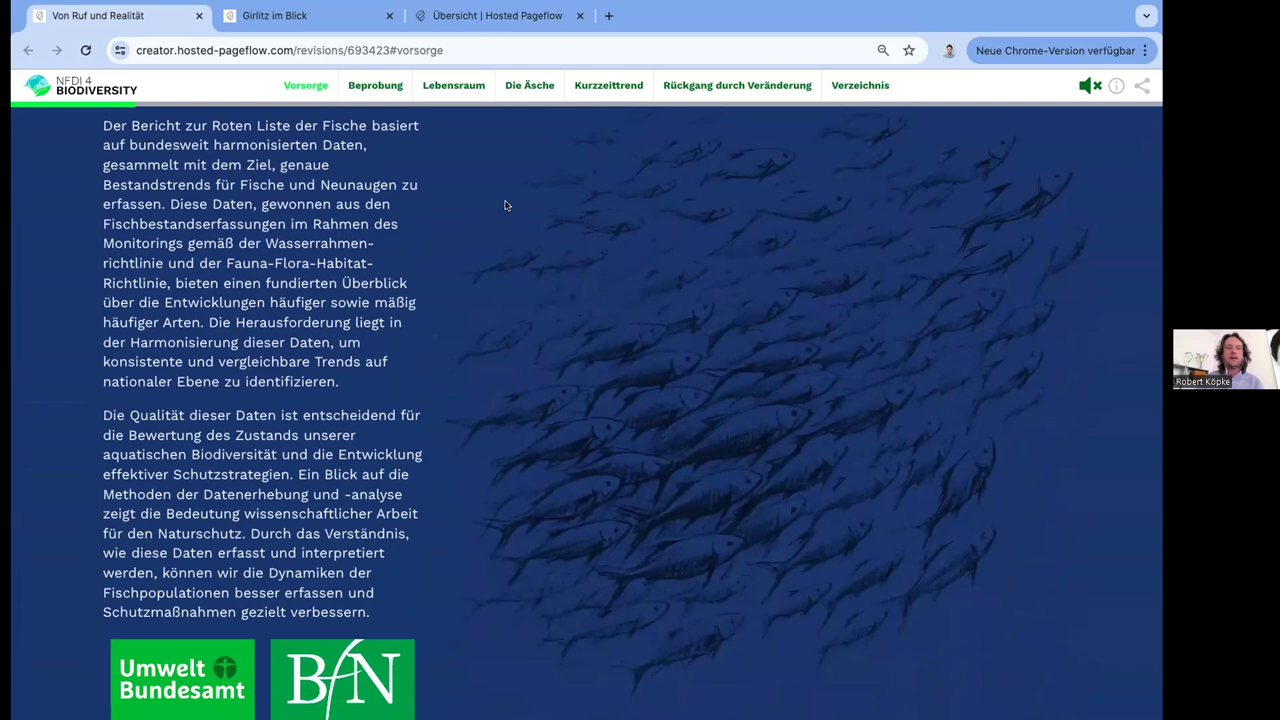 Von Ruf und Realität
Girlitz im Blick
Übersicht | Hosted Pageflow
creator.hosted-pageflow.com/revisions/693423#vorsorge
Neue Chrome-Version verfügbar
NFDI 4
BIODIVERSITY
Vorsorge
Beprobung
Lebensraum
Die Äsche
Kurzzeittrend
Rückgang durch Veränderung
Verzeichnis
Der Bericht zur Roten Liste der Fische basiert
auf bundesweit harmonisierten Daten,
gesammelt mit dem Ziel, genaue
Bestandstrends für Fische und Neunaugen zu
erfassen. Diese Daten, gewonnen aus den
Fischbestandserfassungen im Rahmen des
Monitorings gemäß der Wasserrahmen-
richtlinie und der Fauna-Flora-Habitat-
Richtlinie, bieten einen fundierten Überblick
über die Entwicklungen häufiger sowie mäßig
häufiger Arten. Die Herausforderung liegt in
der Harmonisierung dieser Daten, um
konsistente und vergleichbare Trends auf
nationaler Ebene zu identifizieren.
Die Qualität dieser Daten ist entscheidend für
die Bewertung des Zustands unserer
aquatischen Biodiversität und die Entwicklung
effektiver Schutzstrategien. Ein Blick auf die
Methoden der Datenerhebung und -analyse
zeigt die Bedeutung wissenschaftlicher Arbeit
für den Naturschutz. Durch das Verständnis,
wie diese Daten erfasst und interpretiert
werden, können wir die Dynamiken der
Fischpopulationen besser erfassen und
Schutzmaßnahmen gezielt verbessern.
Umwelt
Bundesamt
BfN
Robert Köpke